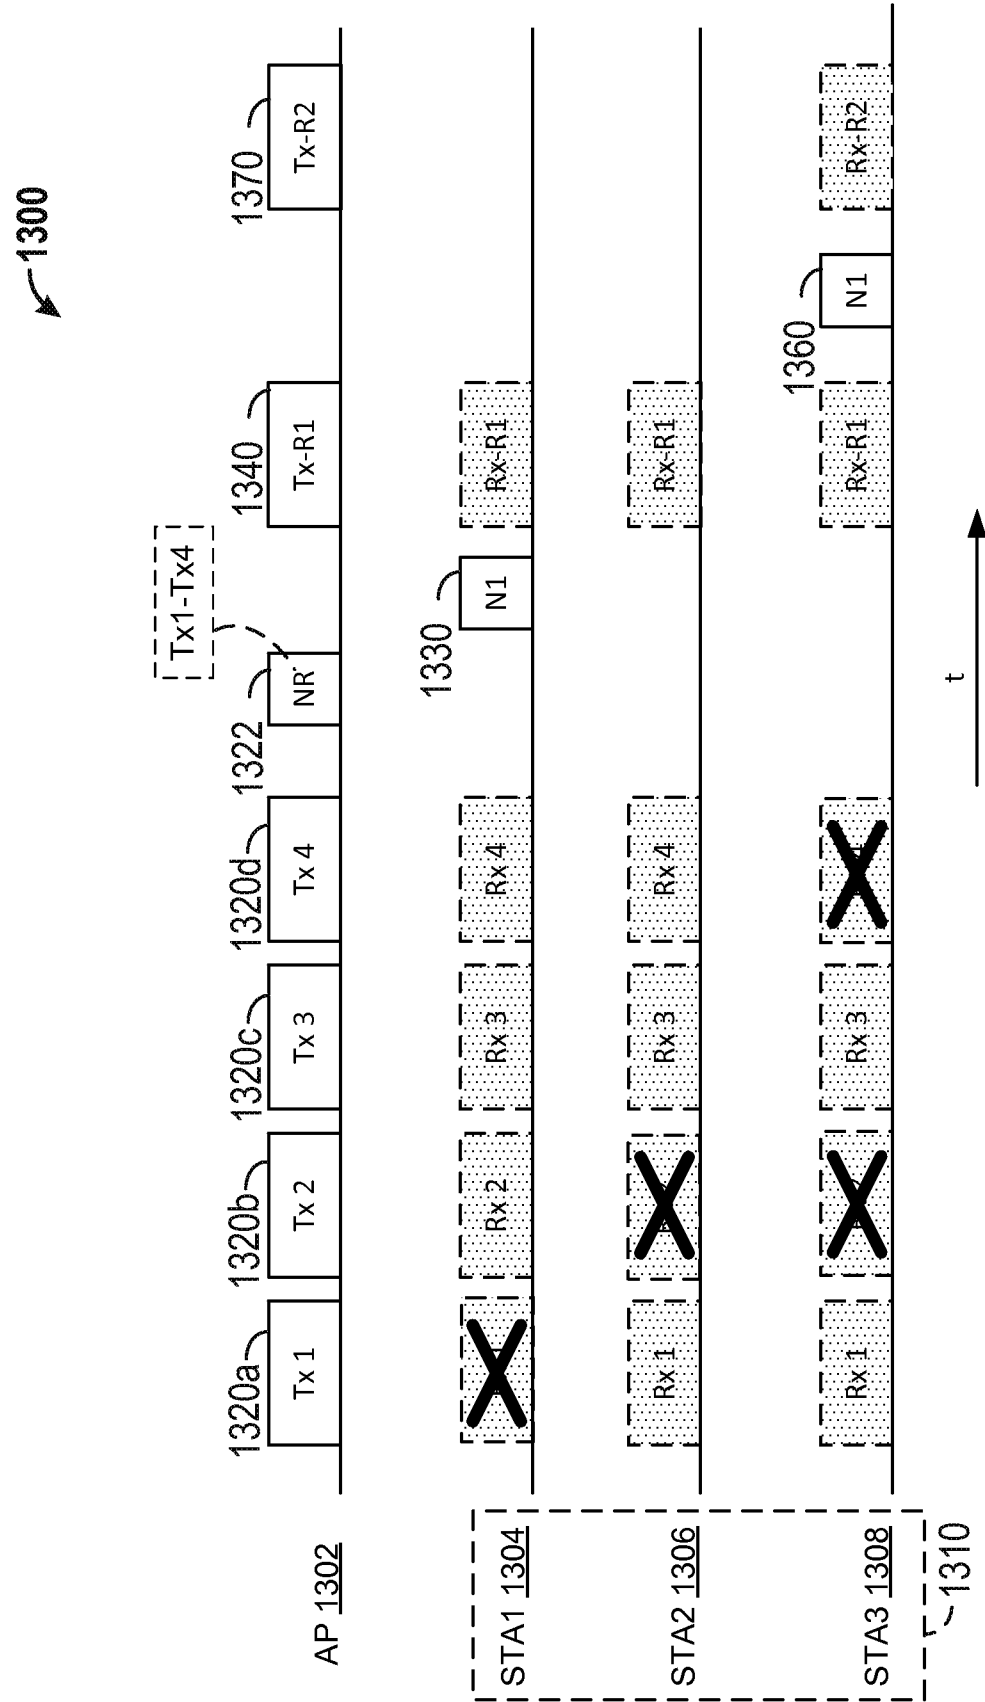 1300
Tx1-Tx4
1320a
1320b
1320c
1320d
1322
1340
1370
AP 1302
Tx 1
Tx 2
Tx 3
Tx 4
NR
Tx-R1
Tx-R2
1330
STA1 1304
Rx 2
Rx 3
Rx 4
N1
Rx-R1
STA2 1306
Rx 1
Rx 3
Rx 4
Rx-R1
1360
STA3 1308
Rx 1
Rx 3
Rx-R1
N1
Rx-R2
1310
t